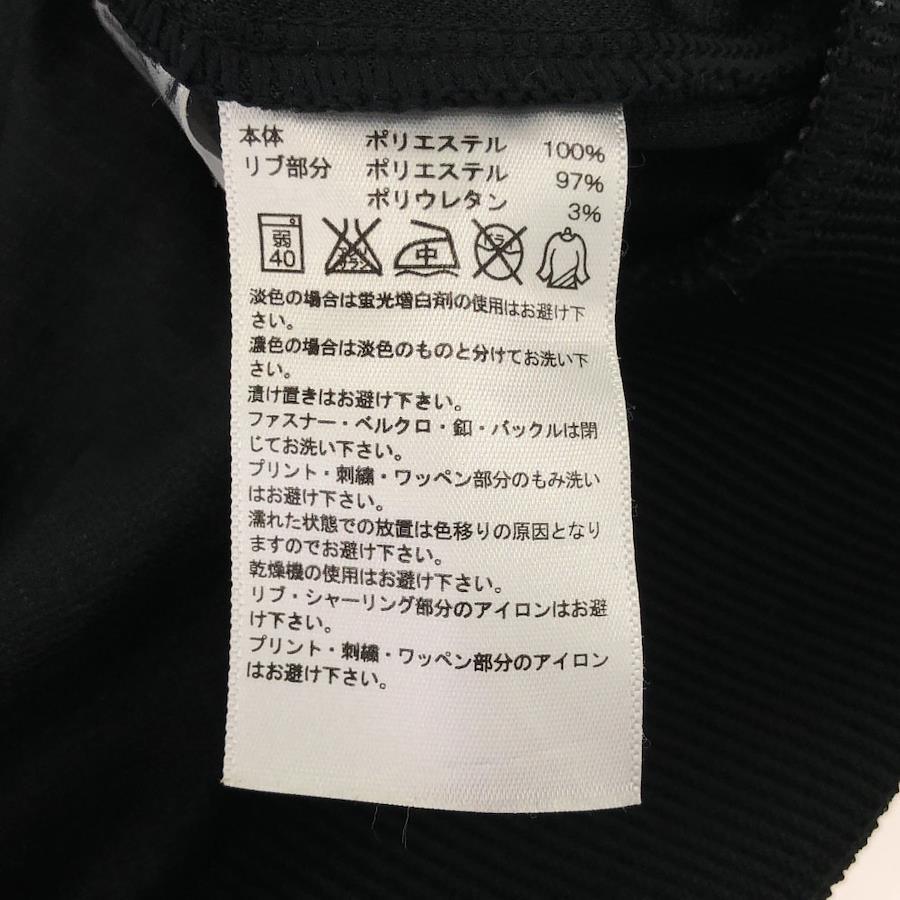 本体 ポリエステル 100%
リブ部分 ポリエステル 97%
ポリウレタン 3%
弱 中
40
淡色の場合は蛍光増白剤の使用はお避け下
さい。
濃色の場合は淡色のものと分けてお洗い下
さい。
漬け置きはお避け下さい。
ファスナー・ベルクロ・釦・バックルは閉
じてお洗い下さい。
プリント・刺繍・ワッペン部分のもみ洗い
はお避け下さい。
濡れた状態での放置は色移りの原因となり
ますのでお避け下さい。
乾燥機の使用はお避け下さい。
リブ・シャーリング部分のアイロンはお避
け下さい。
プリント・刺繍・ワッペン部分のアイロン
はお避け下さい。